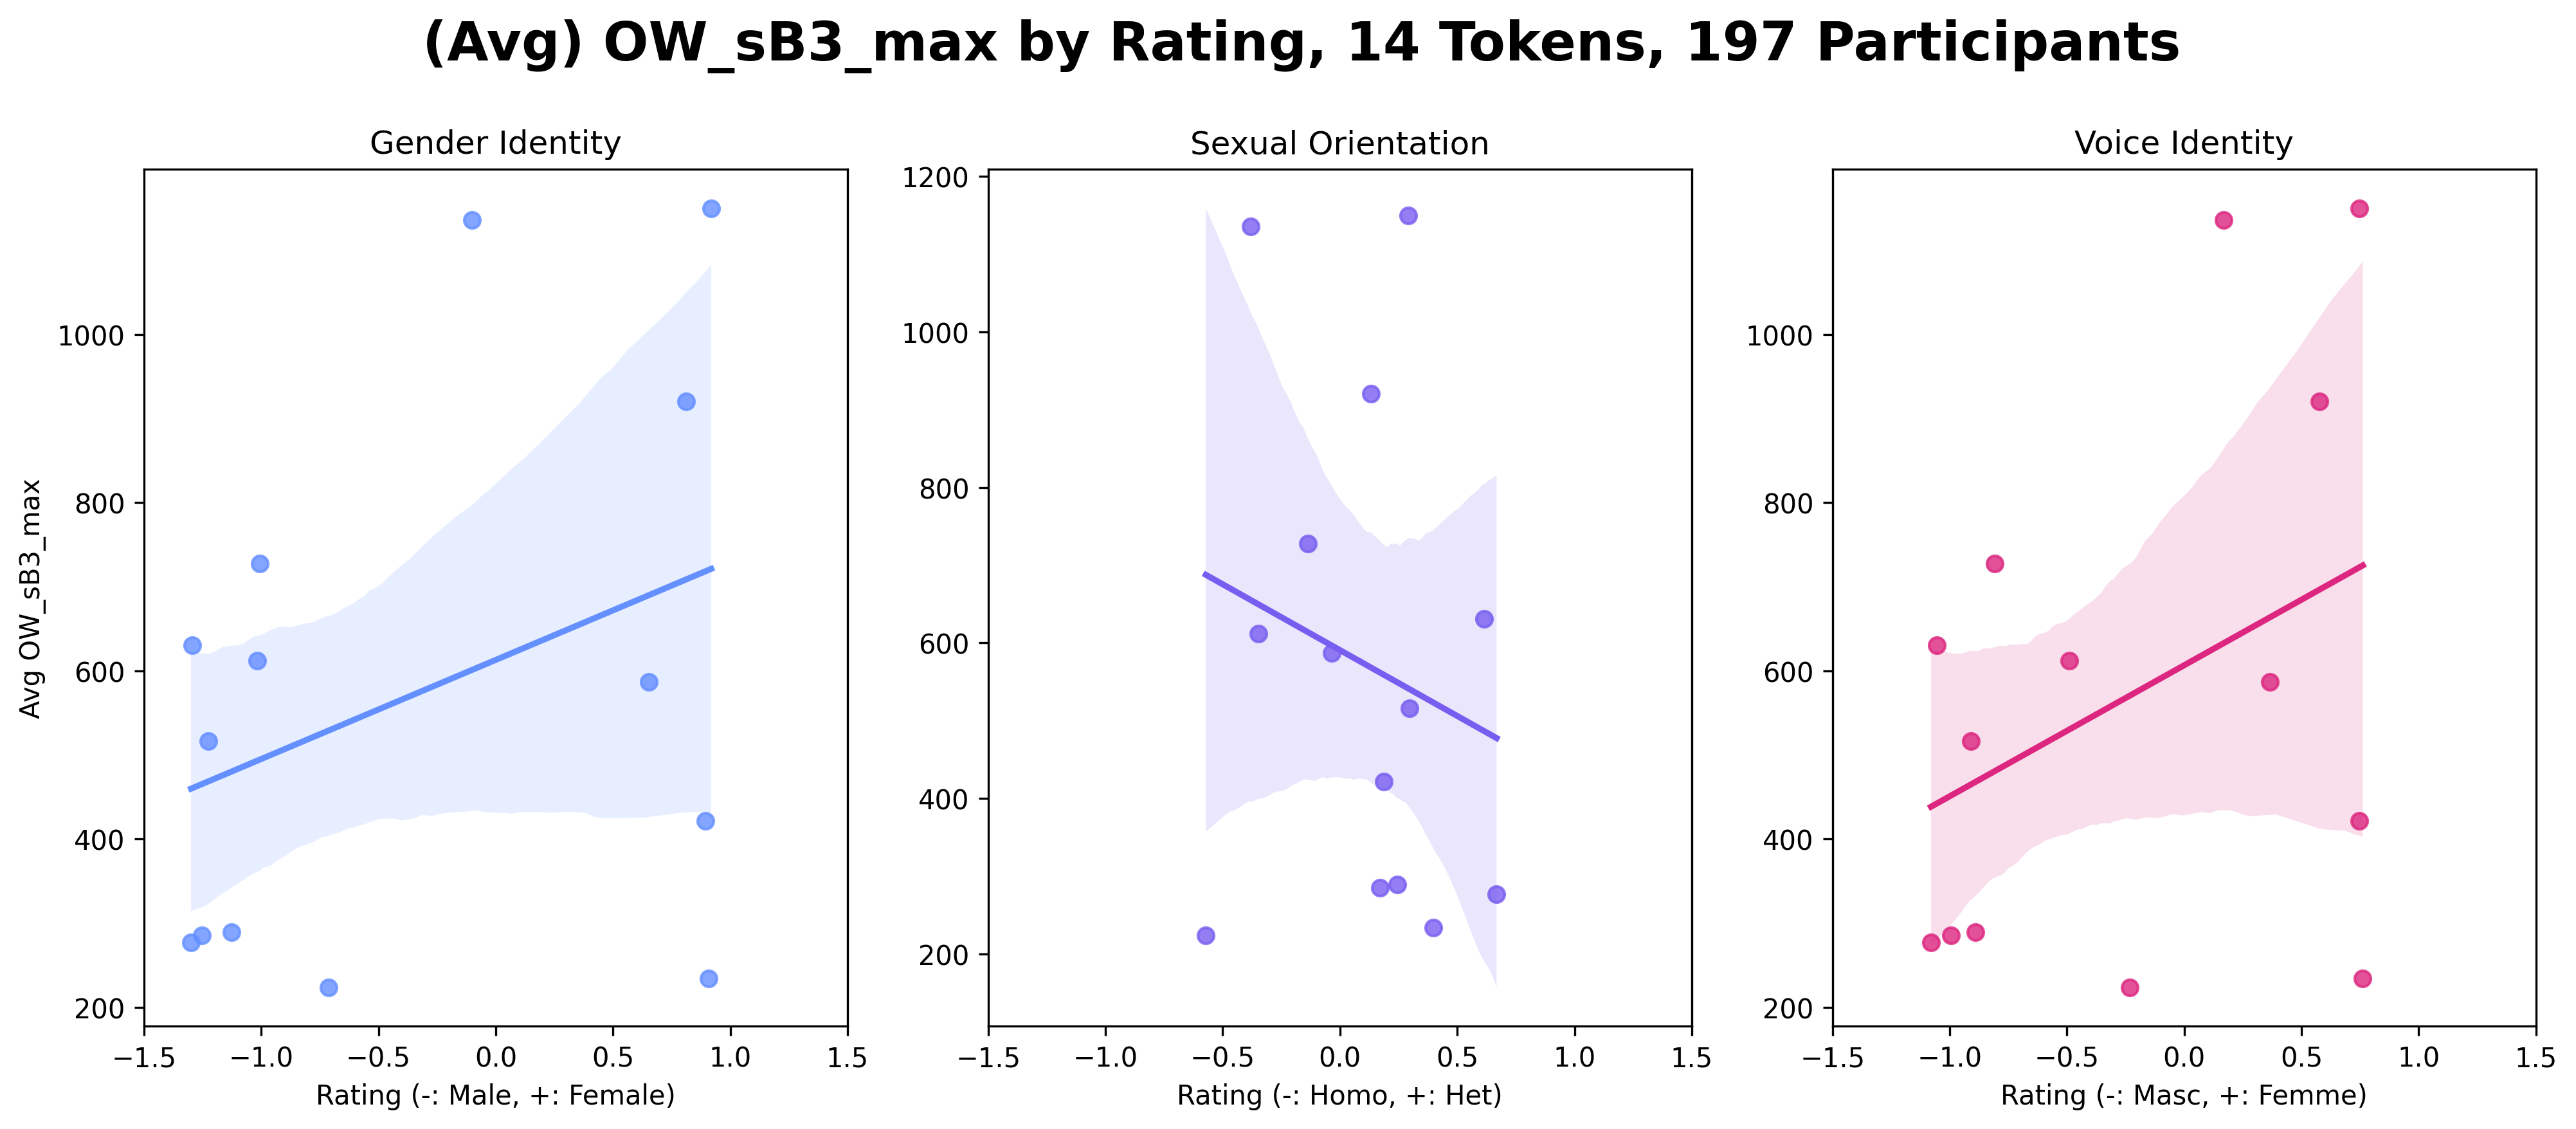 (Avg) OW_sB3_max by Rating, 14 Tokens, 197 Participants
Gender Identity
Avg OW_sB3_max
1000
800
600
400
200
−1.5 −1.0 −0.5 0.0 0.5 1.0 1.5
Rating (-: Male, +: Female)
Sexual Orientation
1200
1000
800
600
400
200
−1.5 −1.0 −0.5 0.0 0.5 1.0 1.5
Rating (-: Homo, +: Het)
Voice Identity
1000
800
600
400
200
−1.5 −1.0 −0.5 0.0 0.5 1.0 1.5
Rating (-: Masc, +: Femme)